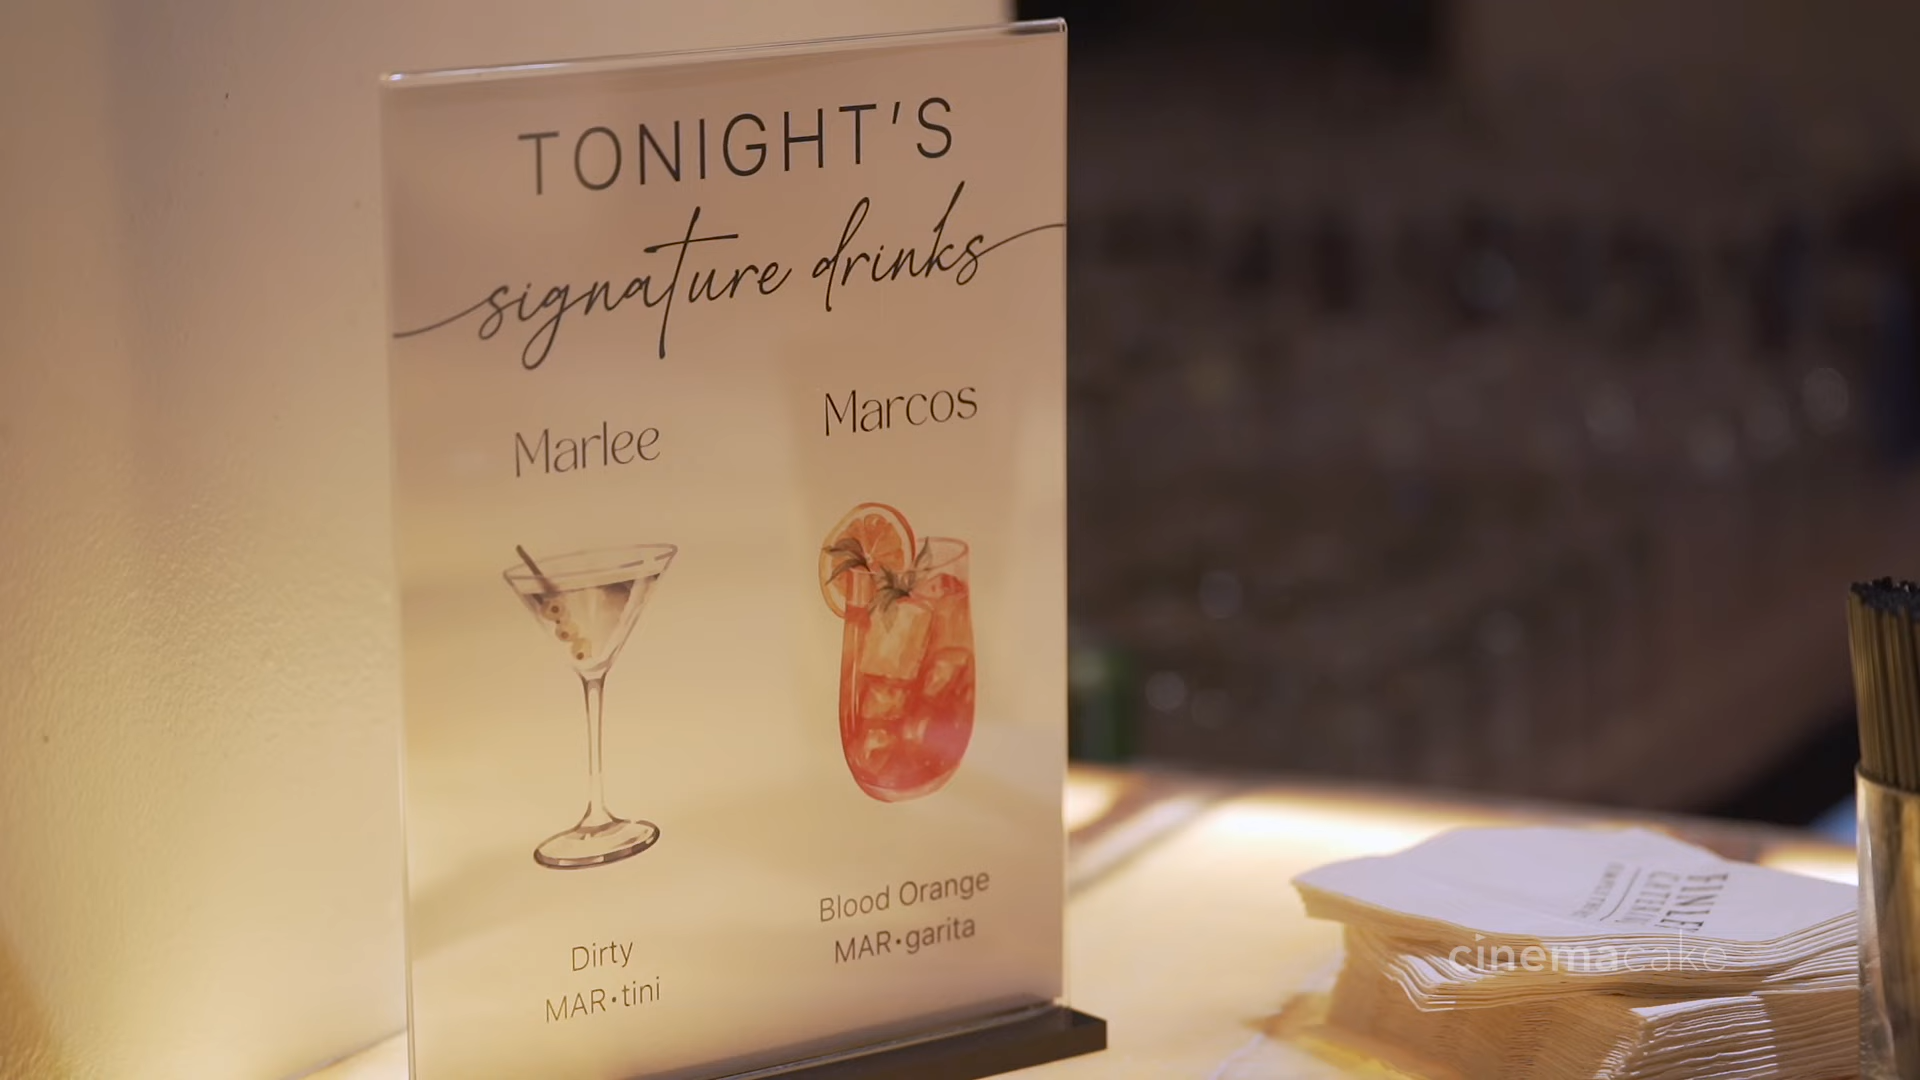 TONIGHT'S
signature drinks
Marlee
Marcos
Dirty
MAR•tini
Blood Orange
MAR•garita
cinemacake